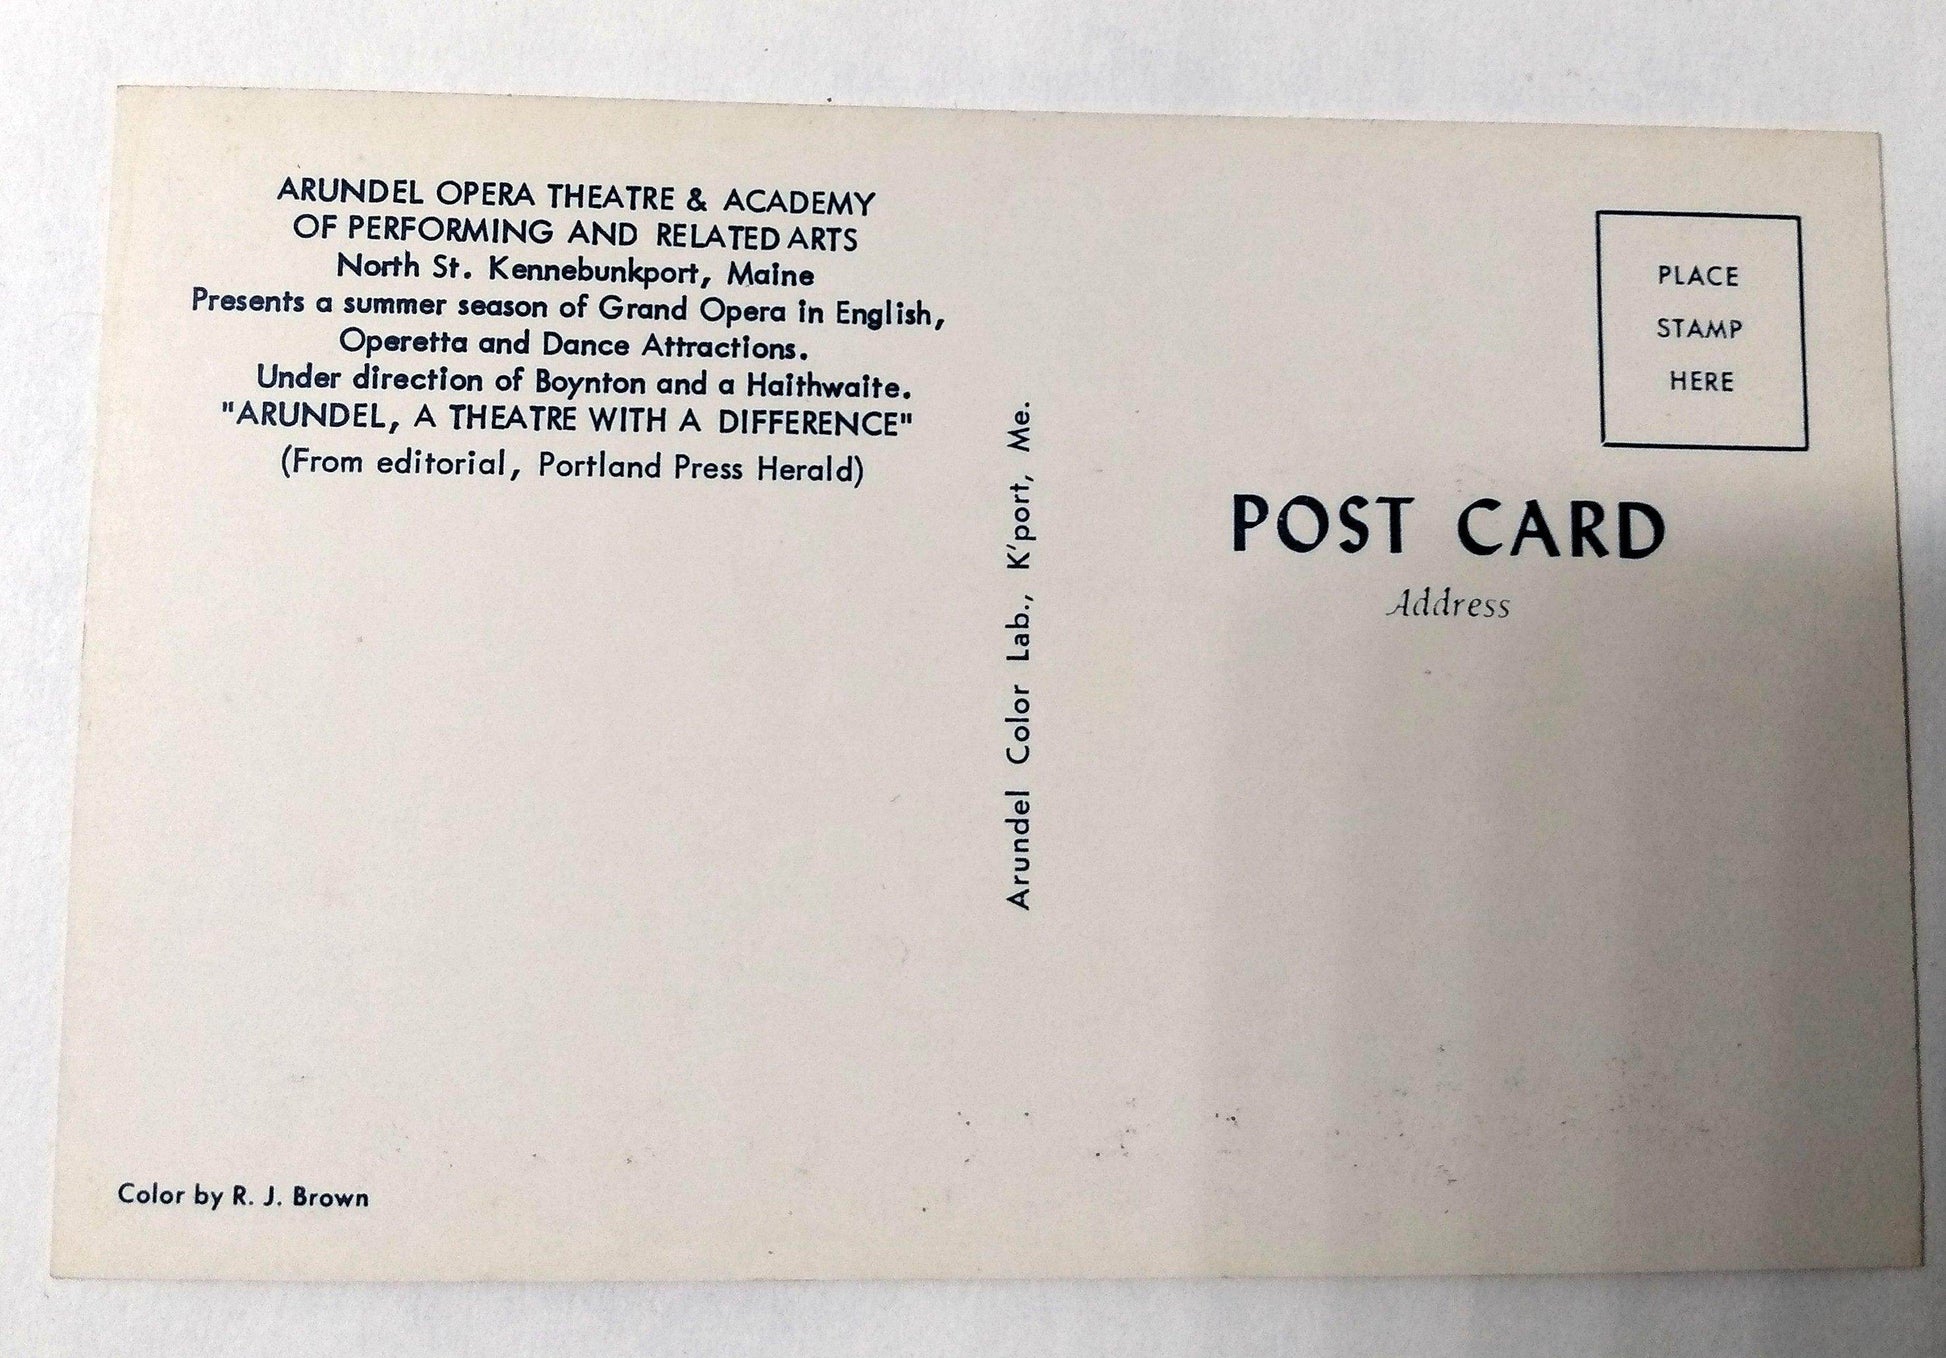 ARUNDEL OPERA THEATRE & ACADEMY
OF PERFORMING AND RELATED ARTS
North St. Kennebunkport, Maine
Presents a summer season of Grand Opera in English,
Operetta and Dance Attractions.
Under direction of Boynton and a Haithwaite.
"ARUNDEL, A THEATRE WITH A DIFFERENCE"
(From editorial, Portland Press Herald)
Color by R. J. Brown
Arundel Color Lab., K'port, Me.
PLACE
STAMP
HERE
POST CARD
Address